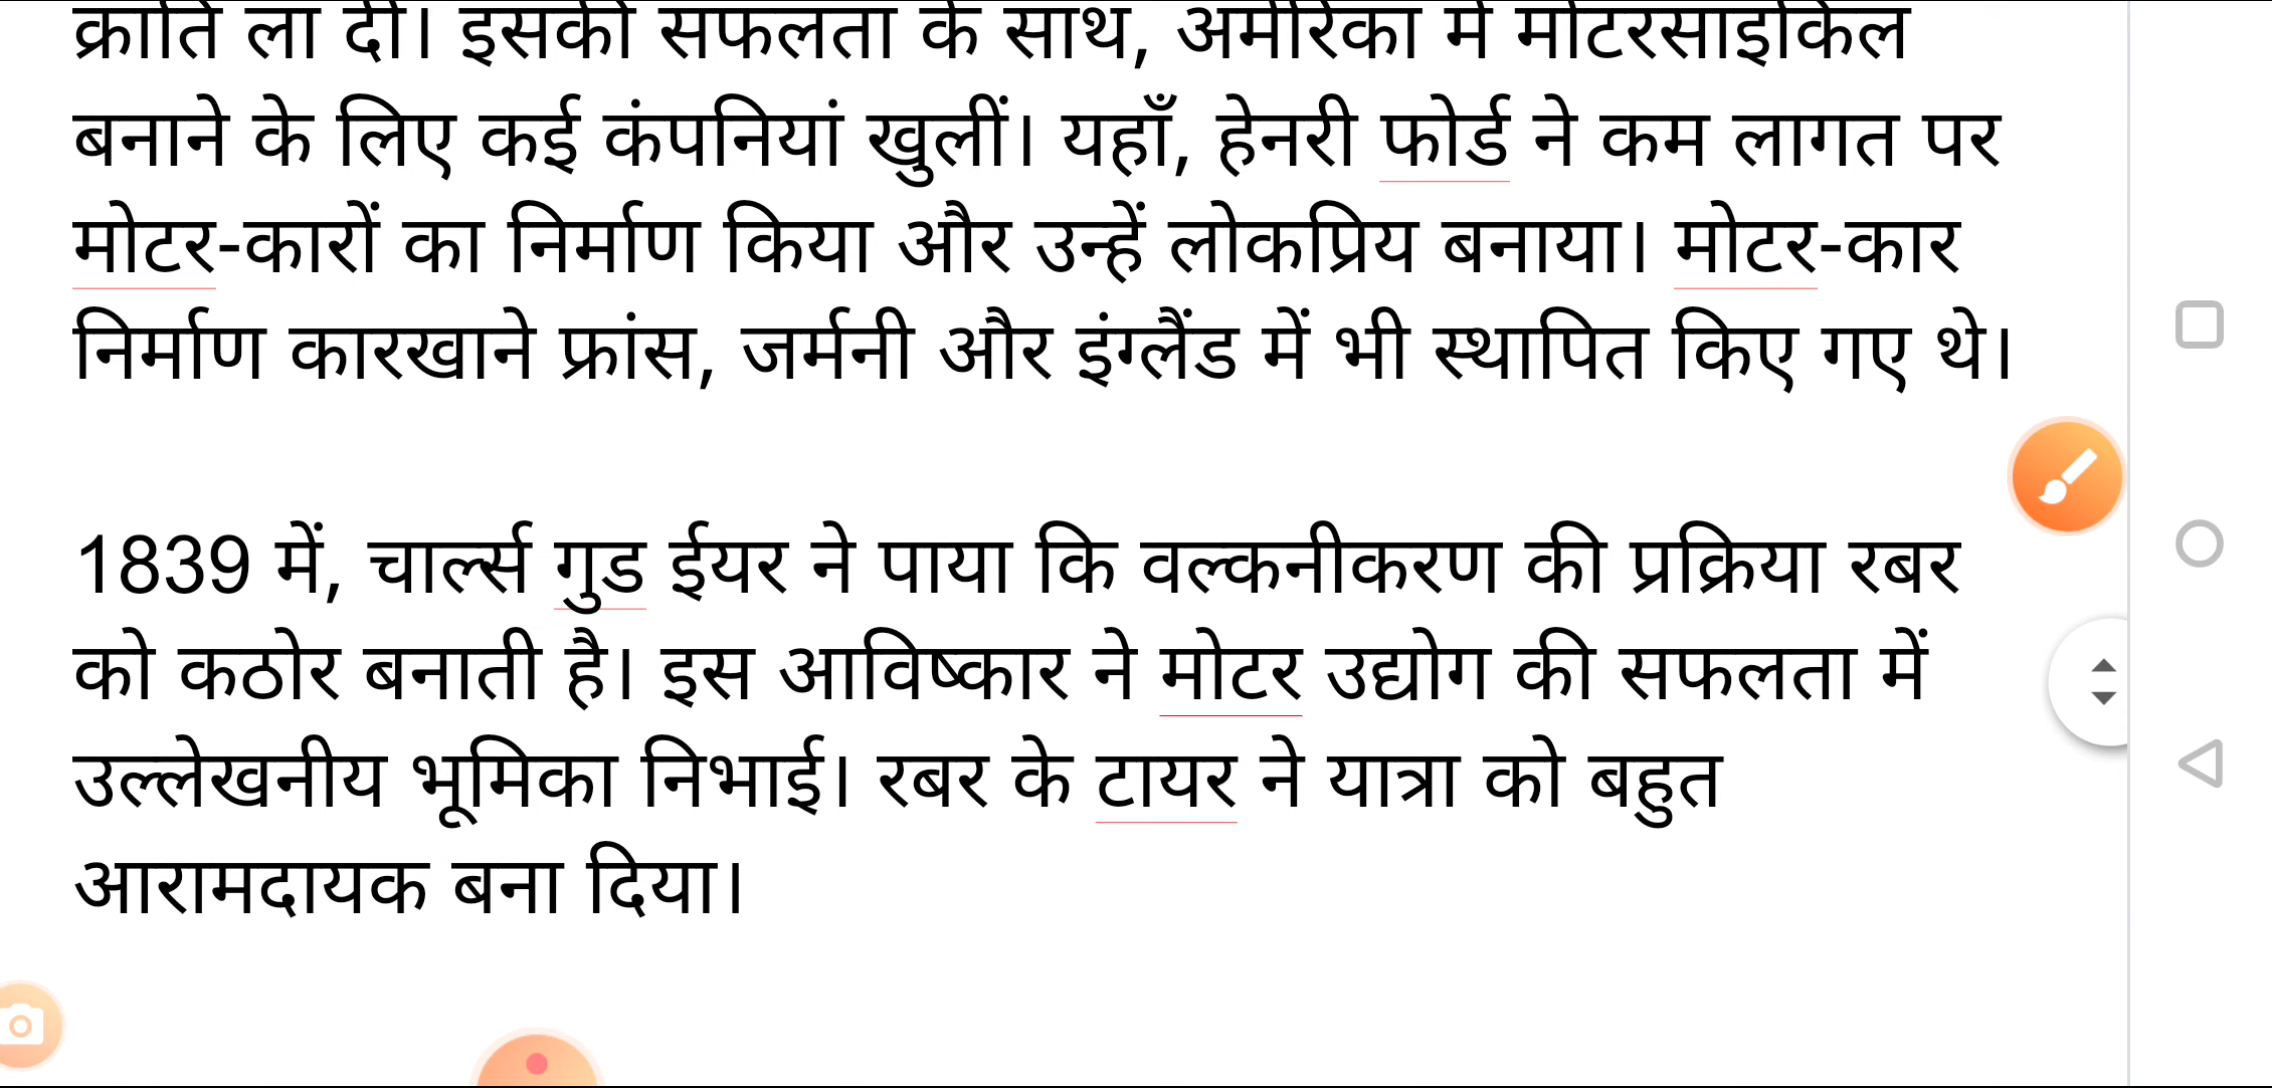 क्रांति ला दी। इसकी सफलता के साथ, अमेरिका में मोटरसाइकिल
बनाने के लिए कई कंपनियां खुलीं। यहाँ, हेनरी फोर्ड ने कम लागत पर
मोटर-कारों का निर्माण किया और उन्हें लोकप्रिय बनाया। मोटर-कार
निर्माण कारखाने फ्रांस, जर्मनी और इंग्लैंड में भी स्थापित किए गए थे।
1839 में, चार्ल्स गुड ईयर ने पाया कि वल्कनीकरण की प्रक्रिया रबर
को कठोर बनाती है। इस आविष्कार ने मोटर उद्योग की सफलता में
उल्लेखनीय भूमिका निभाई। रबर के टायर ने यात्रा को बहुत
आरामदायक बना दिया।